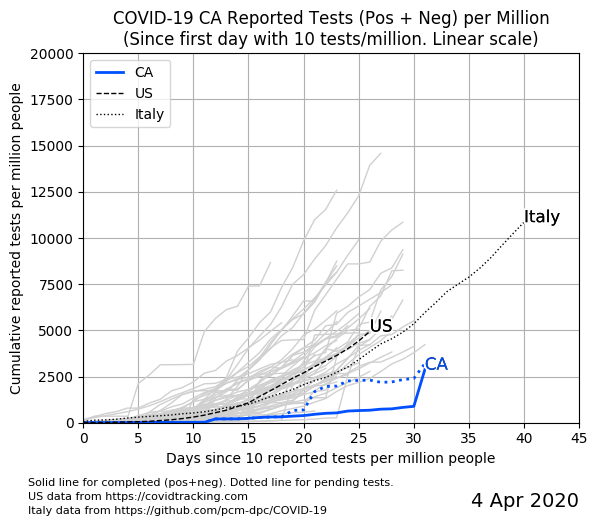 COVID-19 CA Reported Tests (Pos + Neg) per Million
(Since first day with 10 tests/million. Linear scale)
Cumulative reported tests per million people
20000
17500
15000
12500
10000
7500
5000
2500
0
CA
US
Italy
Italy
US
CA
0 5 10 15 20 25 30 35 40 45
Days since 10 reported tests per million people
Solid line for completed (pos+neg). Dotted line for pending tests.
US data from https://covidtracking.com
Italy data from https://github.com/pcm-dpc/COVID-19
4 Apr 2020